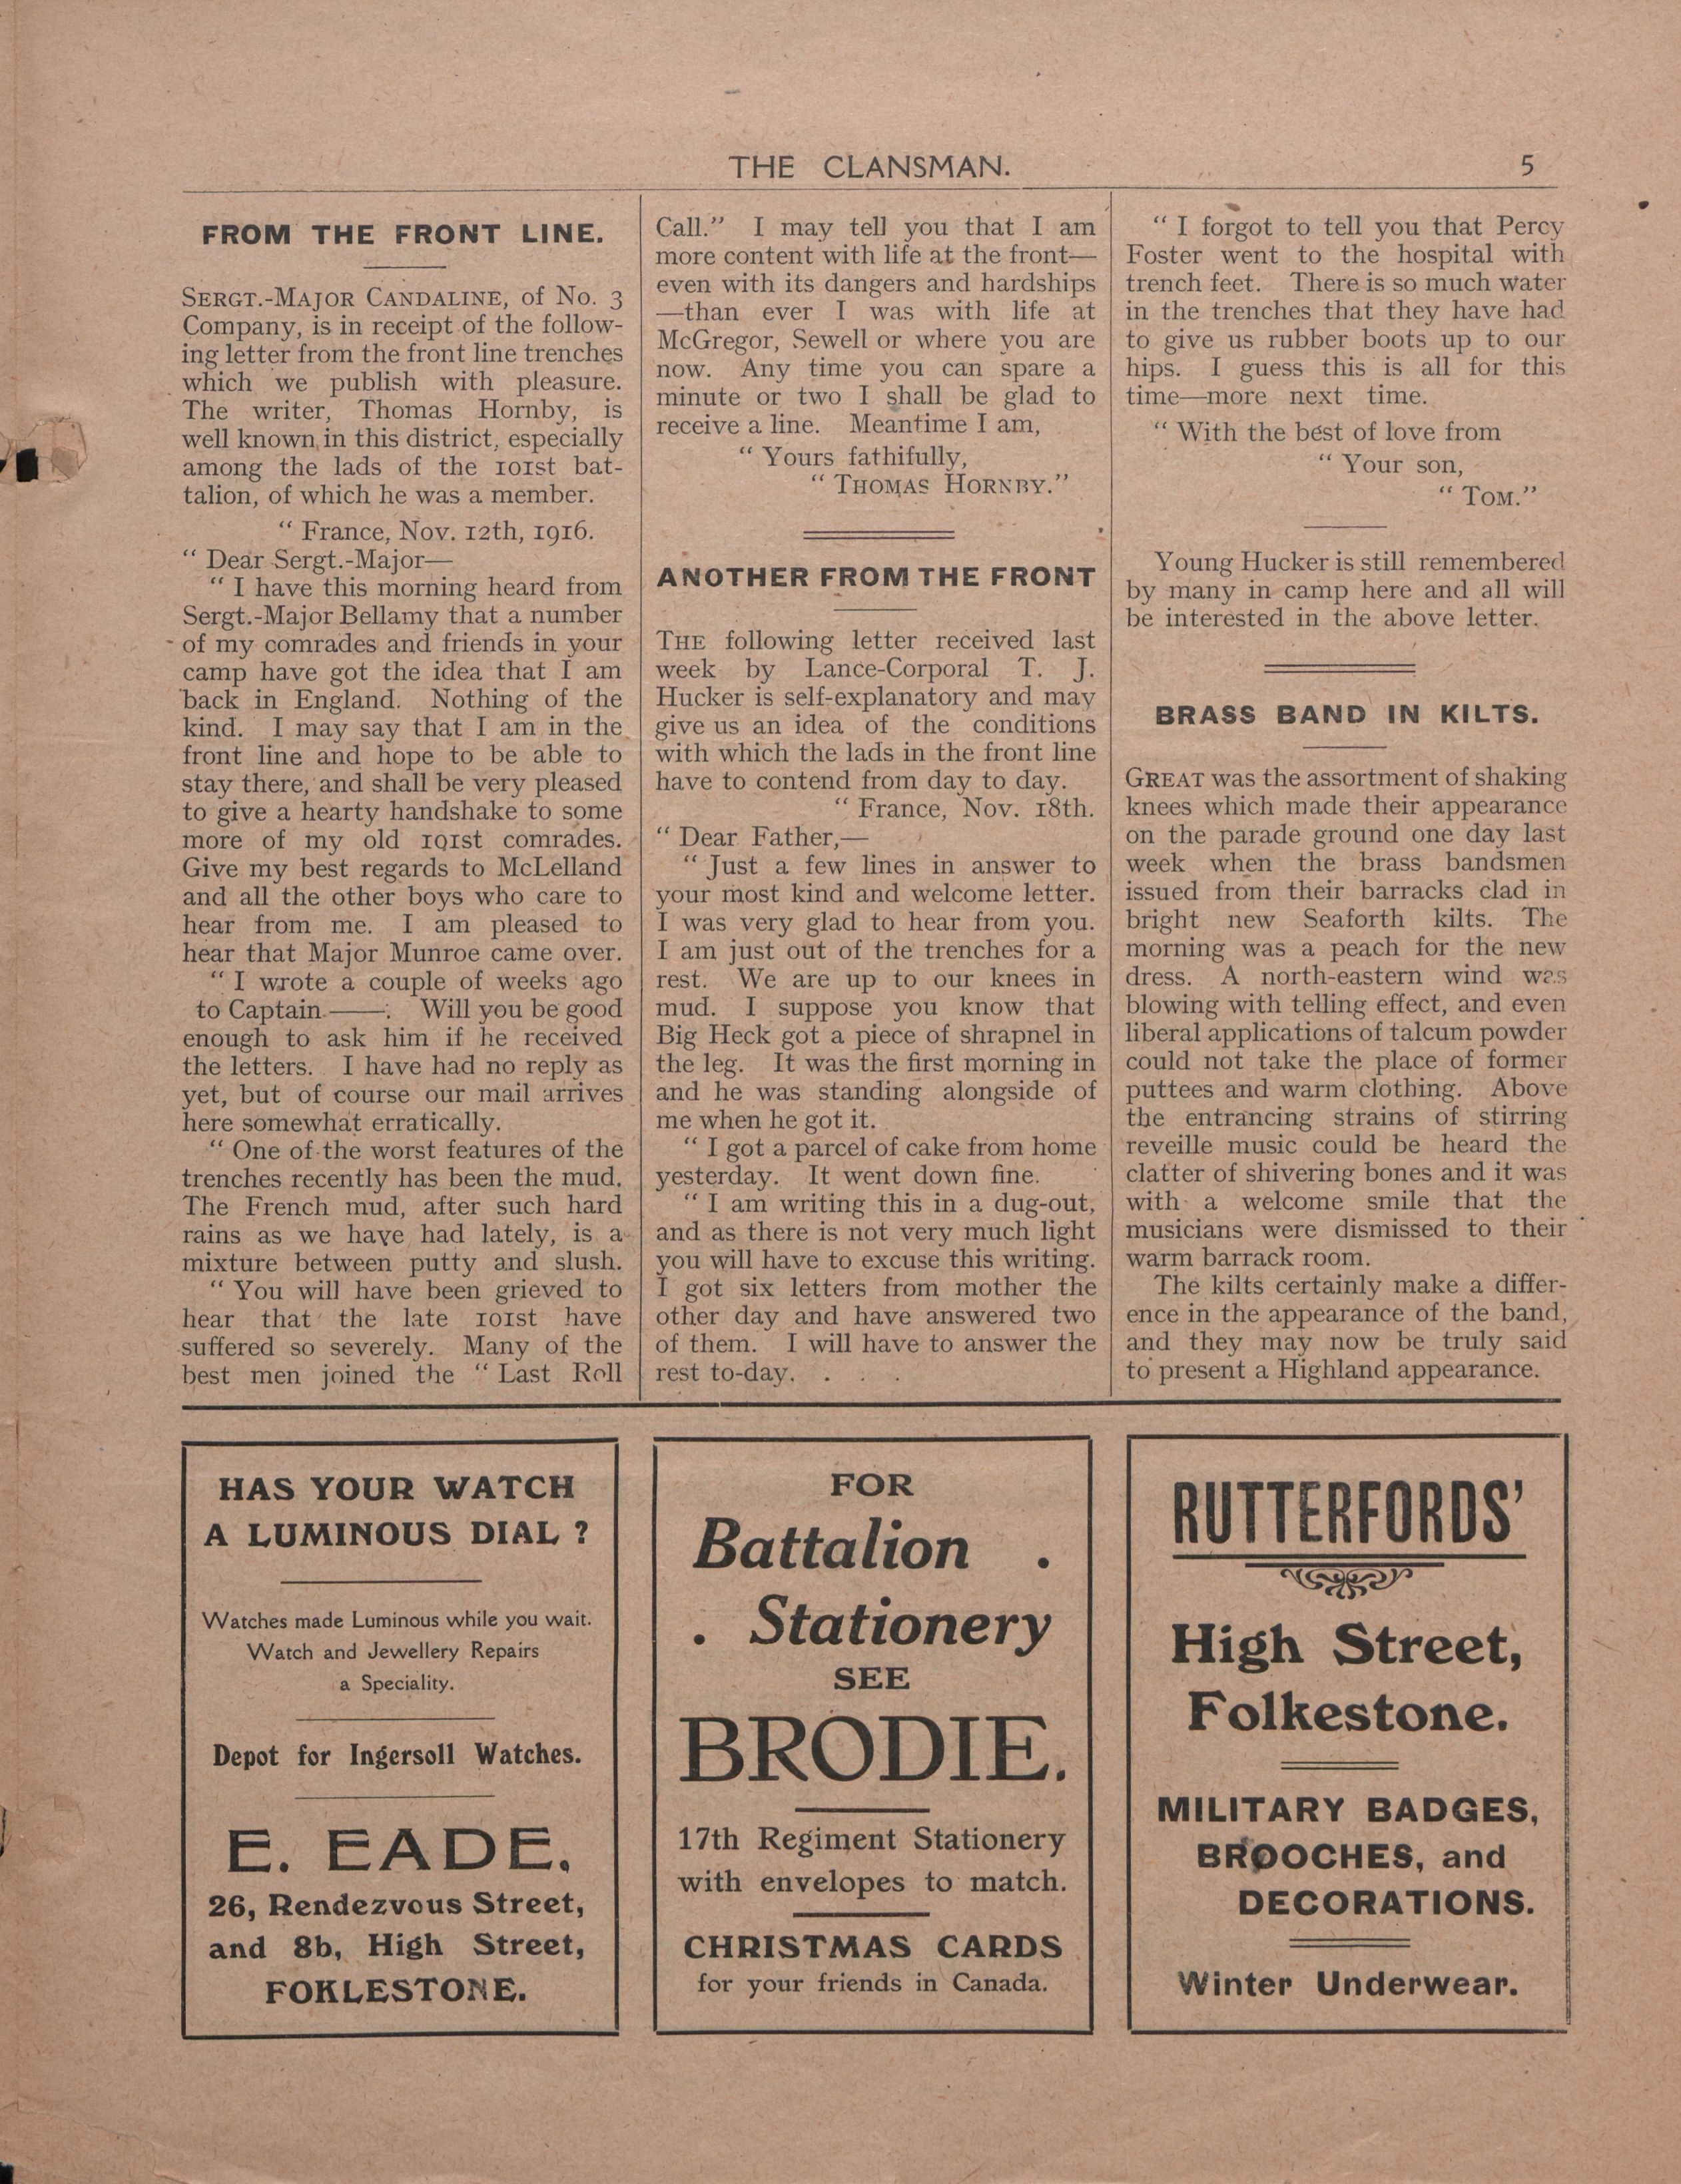 THE CLANSMAN.
5
FROM THE FRONT LINE.
SERGT.-MAJOR CANDALINE, of No. 3
Company, is in receipt of the follow-
ing letter from the front line trenches
which we publish with pleasure.
The writer, Thomas Hornby, is
well known in this district, especially
among the lads of the 101st bat-
talion, of which he was a member.
“ France, Nov. 12th, 1916.
“ Dear Sergt.-Major—
“ I have this morning heard from
Sergt.-Major Bellamy that a number
of my comrades and friends in your
camp have got the idea that I am
back in England. Nothing of the
kind. I may say that I am in the
front line and hope to be able to
stay there, and shall be very pleased
to give a hearty handshake to some
more of my old 101st comrades.
Give my best regards to McLelland
and all the other boys who care to
hear from me. I am pleased to
hear that Major Munroe came over.
“ I wrote a couple of weeks ago
to Captain ——. Will you be good
enough to ask him if he received
the letters. I have had no reply as
yet, but of course our mail arrives
here somewhat erratically.
“ One of the worst features of the
trenches recently has been the mud.
The French mud, after such hard
rains as we have had lately, is a
mixture between putty and slush.
“ You will have been grieved to
hear that the late 101st have
suffered so severely. Many of the
best men joined the “ Last Roll
Call.” I may tell you that I am
more content with life at the front—
even with its dangers and hardships
—than ever I was with life at
McGregor, Sewell or where you are
now. Any time you can spare a
minute or two I shall be glad to
receive a line. Meantime I am,
“ Yours fathifully,
“ THOMAS HORNBY.”
ANOTHER FROM THE FRONT
THE following letter received last
week by Lance-Corporal T. J.
Hucker is self-explanatory and may
give us an idea of the conditions
with which the lads in the front line
have to contend from day to day.
“ France, Nov. 18th.
“ Dear Father,—
“ Just a few lines in answer to
your most kind and welcome letter.
I was very glad to hear from you.
I am just out of the trenches for a
rest. We are up to our knees in
mud. I suppose you know that
Big Heck got a piece of shrapnel in
the leg. It was the first morning in
and he was standing alongside of
me when he got it.
“ I got a parcel of cake from home
yesterday. It went down fine.
“ I am writing this in a dug-out,
and as there is not very much light
you will have to excuse this writing.
I got six letters from mother the
other day and have answered two
of them. I will have to answer the
rest to-day. . . .
“ I forgot to tell you that Percy
Foster went to the hospital with
trench feet. There is so much water
in the trenches that they have had
to give us rubber boots up to our
hips. I guess this is all for this
time—more next time.
“ With the best of love from
“ Your son,
“ TOM.”
Young Hucker is still remembered
by many in camp here and all will
be interested in the above letter.
BRASS BAND IN KILTS.
GREAT was the assortment of shaking
knees which made their appearance
on the parade ground one day last
week when the brass bandsmen
issued from their barracks clad in
bright new Seaforth kilts. The
morning was a peach for the new
dress. A north-eastern wind was
blowing with telling effect, and even
liberal applications of talcum powder
could not take the place of former
puttees and warm clothing. Above
the entrancing strains of stirring
reveille music could be heard the
clatter of shivering bones and it was
with a welcome smile that the
musicians were dismissed to their
warm barrack room.
The kilts certainly make a differ-
ence in the appearance of the band,
and they may now be truly said
to present a Highland appearance.
HAS YOUR WATCH
A LUMINOUS DIAL ?
Watches made Luminous while you wait.
Watch and Jewellery Repairs
a Speciality.
Depot for Ingersoll Watches.
E. EADE,
26, Rendezvous Street,
and 8b, High Street,
FOKLESTONE.
FOR
Battalion .
. Stationery
SEE
BRODIE.
17th Regiment Stationery
with envelopes to match.
CHRISTMAS CARDS
for your friends in Canada.
RUTTERFORDS’
High Street,
Folkestone.
MILITARY BADGES,
BROOCHES, and
DECORATIONS.
Winter Underwear.